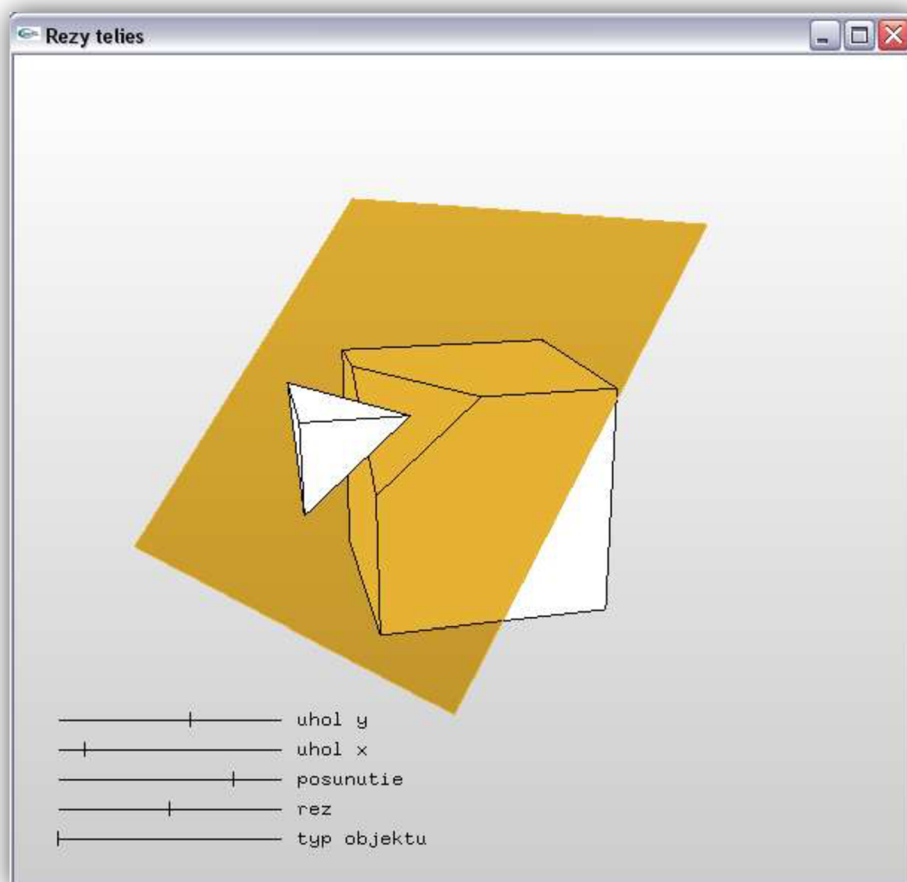 Rezy telies
uhol y
uhol x
posunutie
rez
typ objektu